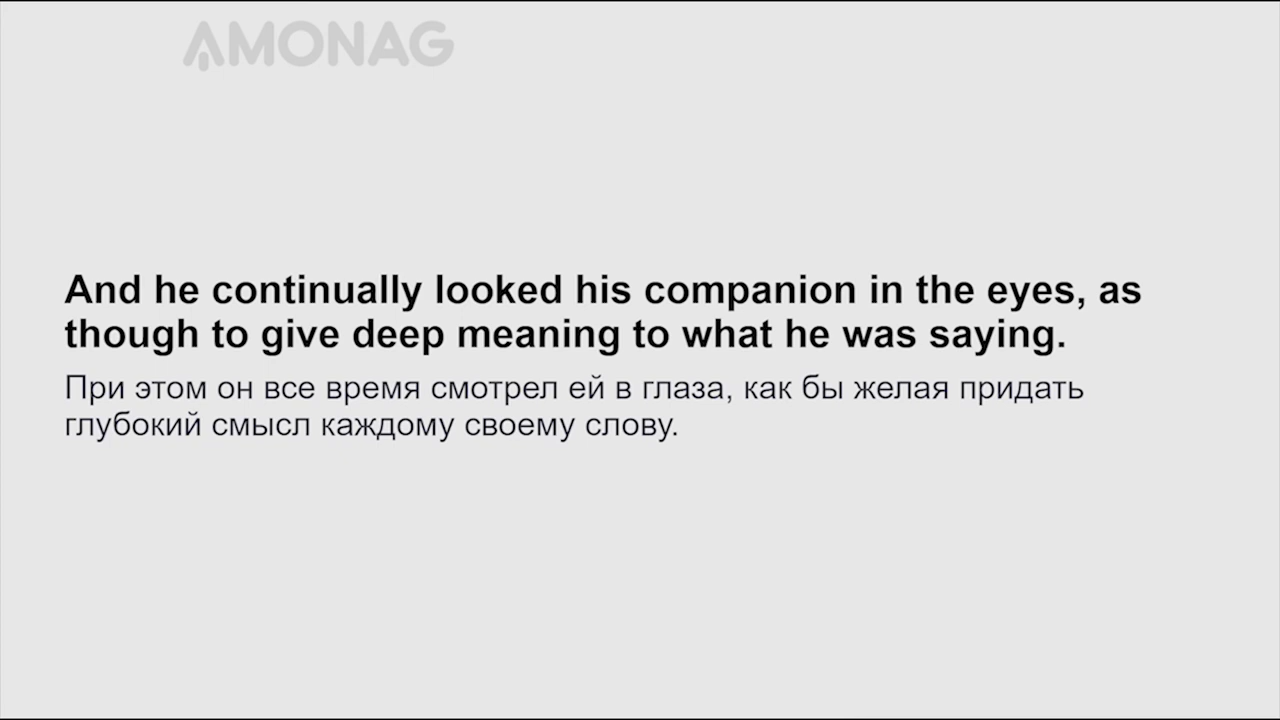 AMONAG
And he continually looked his companion in the eyes, as
though to give deep meaning to what he was saying.
При этом он все время смотрел ей в глаза, как бы желая придать
глубокий смысл каждому своему слову.